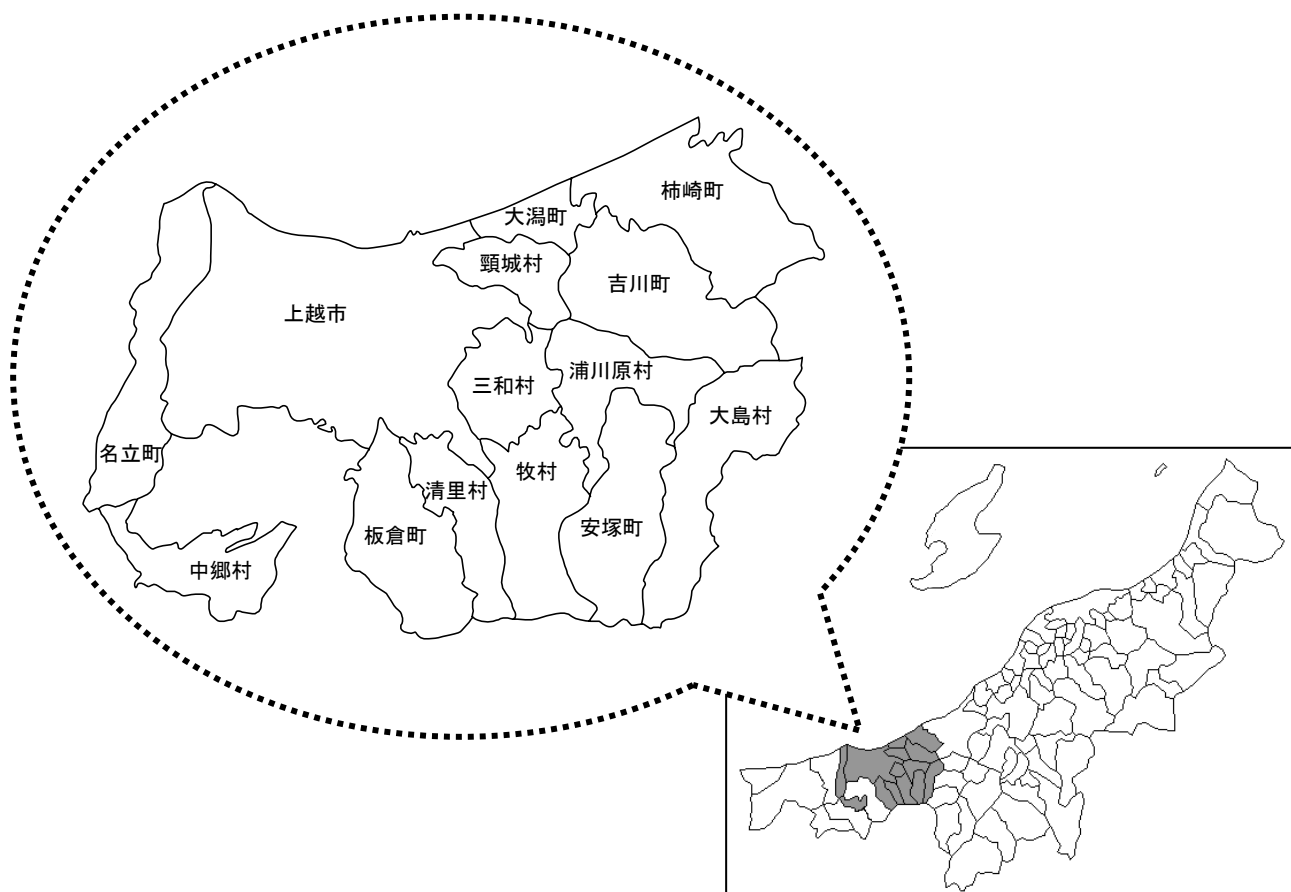 柿崎町
大潟町
頸城村
吉川町
上越市
三和村
浦川原村
大島村
名立町
牧村
清里村
板倉町
安塚町
中郷村